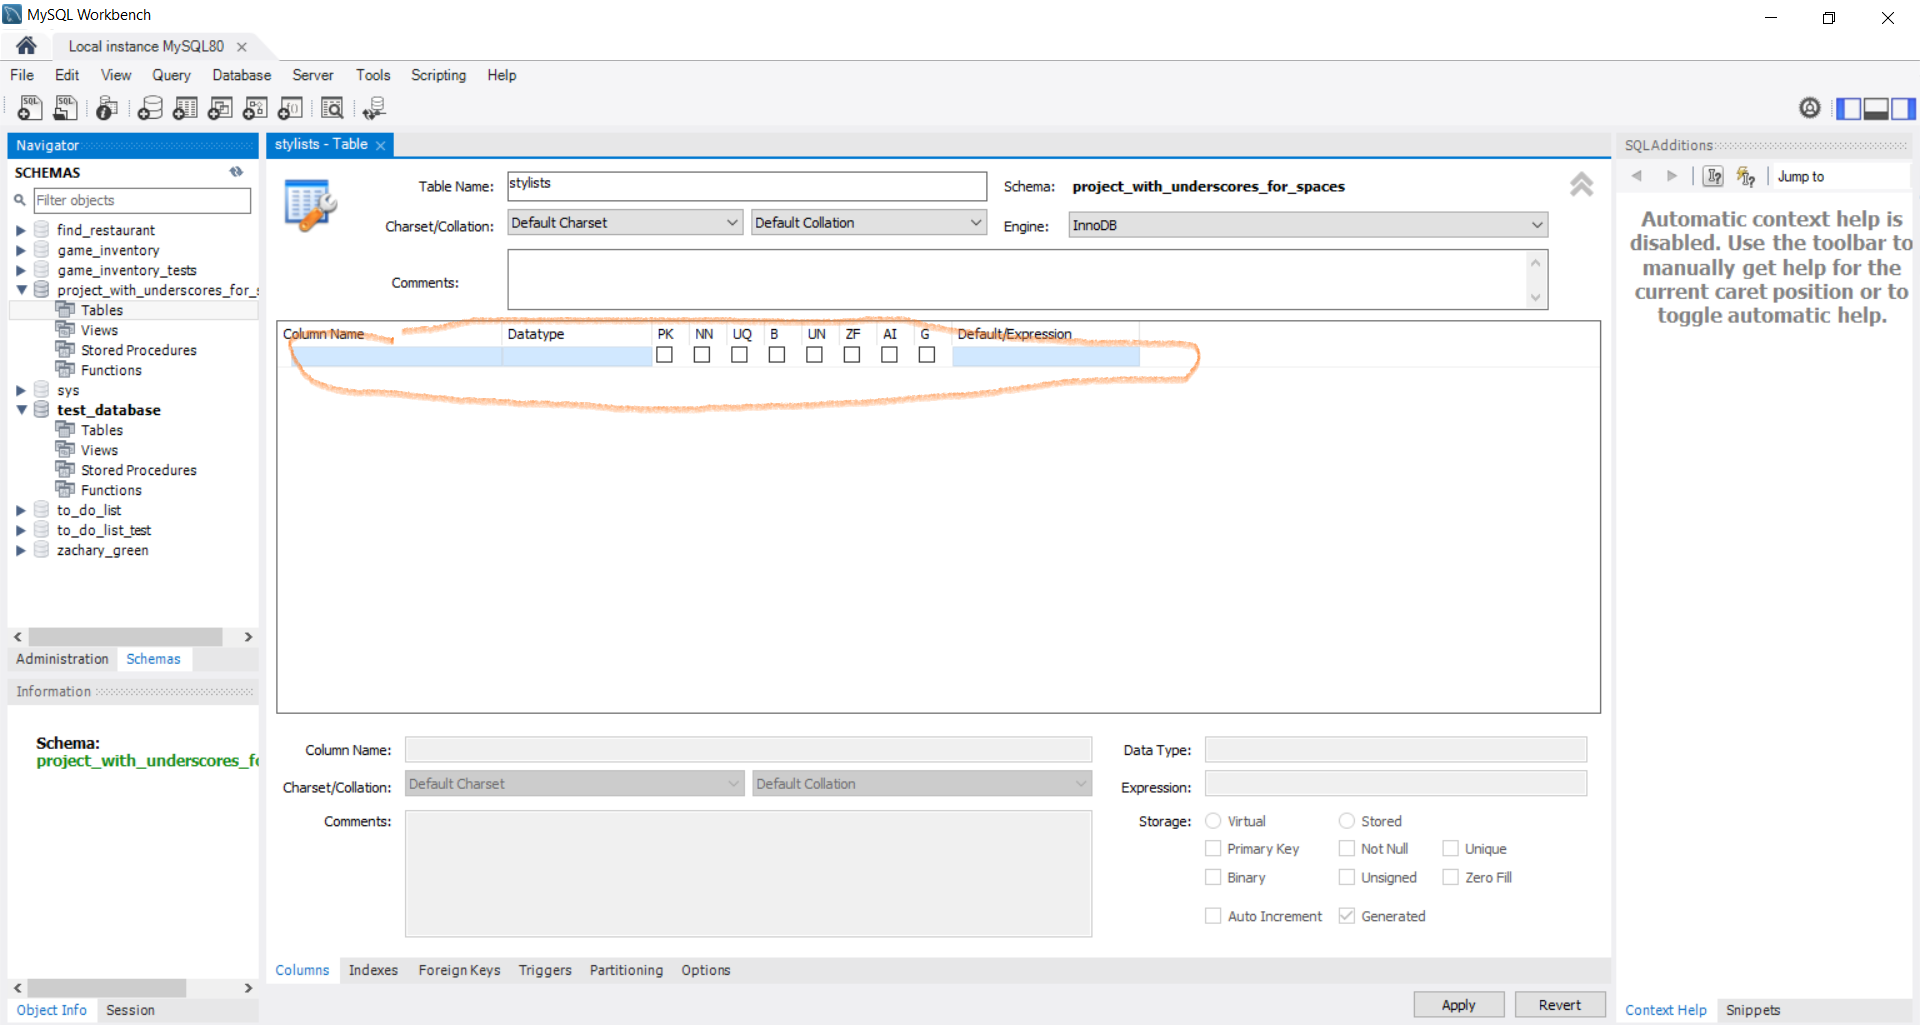 MySQL Workbench
Local instance MySQL80
File Edit View Query Database Server Tools Scripting Help
Navigator
SCHEMAS
Filter objects
find_restaurant
game_inventory
game_inventory_tests
project_with_underscores_for_s
Tables
Views
Stored Procedures
Functions
sys
test_database
Tables
Views
Stored Procedures
Functions
to_do_list
to_do_list_test
zachary_green
Administration Schemas
Information
Schema:
project_with_underscores_fo
Object Info Session
stylists - Table
Table Name: stylists Schema: project_with_underscores_for_spaces
Charset/Collation: Default Charset Default Collation Engine: InnoDB
Comments:
Column Name Datatype PK NN UQ B UN ZF AI G Default/Expression
Column Name: Data Type:
Charset/Collation: Default Charset Default Collation Expression:
Comments: Storage: Virtual Stored
Primary Key Not Null Unique
Binary Unsigned Zero Fill
Auto Increment Generated
Columns Indexes Foreign Keys Triggers Partitioning Options
Apply Revert
SQLAdditions
Jump to
Automatic context help is
disabled. Use the toolbar to
manually get help for the
current caret position or to
toggle automatic help.
Context Help Snippets